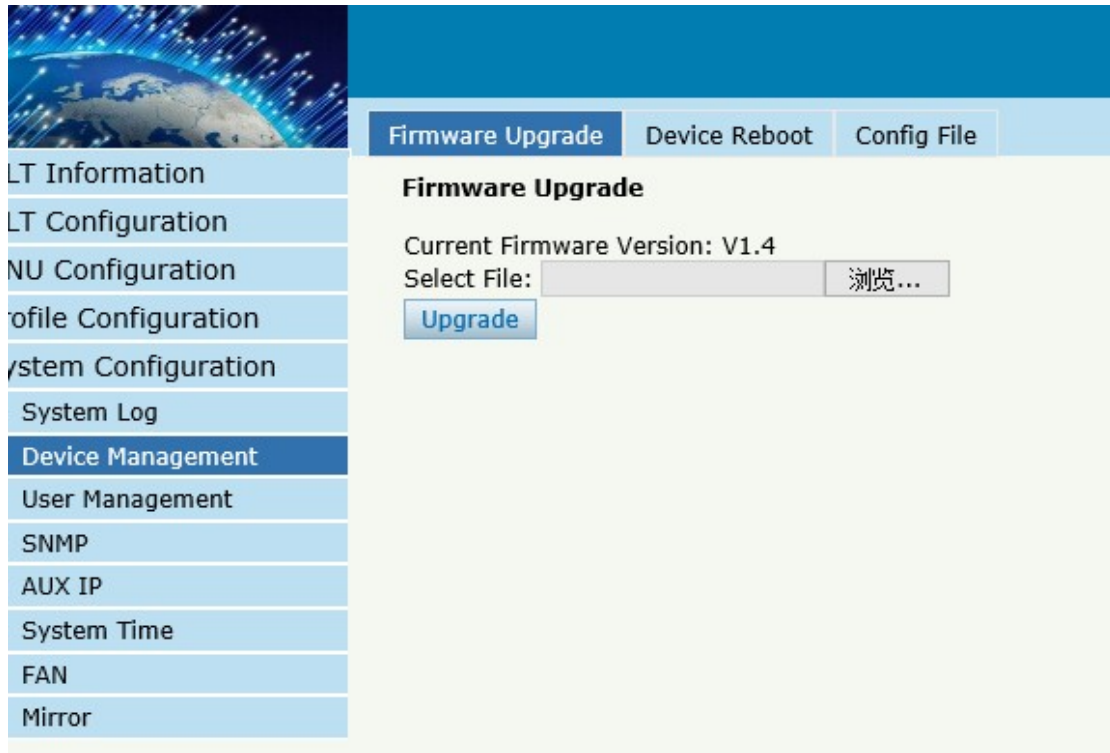 Firmware Upgrade
Device Reboot
Config File
LT Information
LT Configuration
NU Configuration
rofile Configuration
ystem Configuration
System Log
Device Management
User Management
SNMP
AUX IP
System Time
FAN
Mirror
Firmware Upgrade
Current Firmware Version: V1.4
Select File: 浏览...
Upgrade